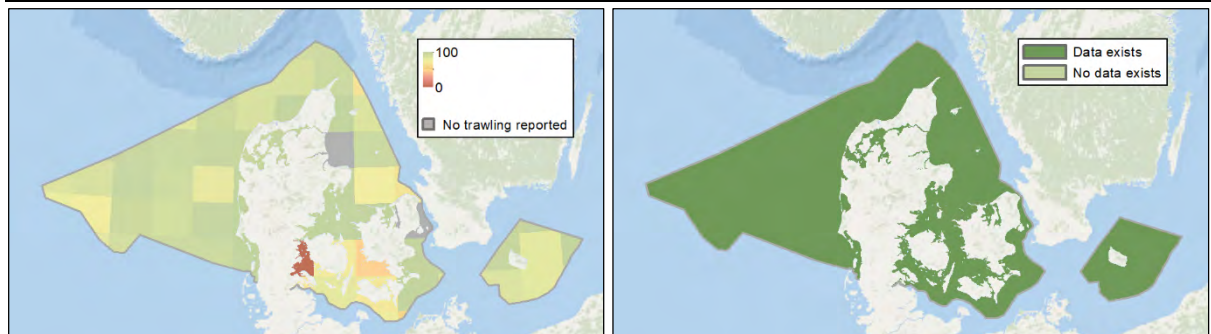 100
0
No trawling reported
Data exists
No data exists